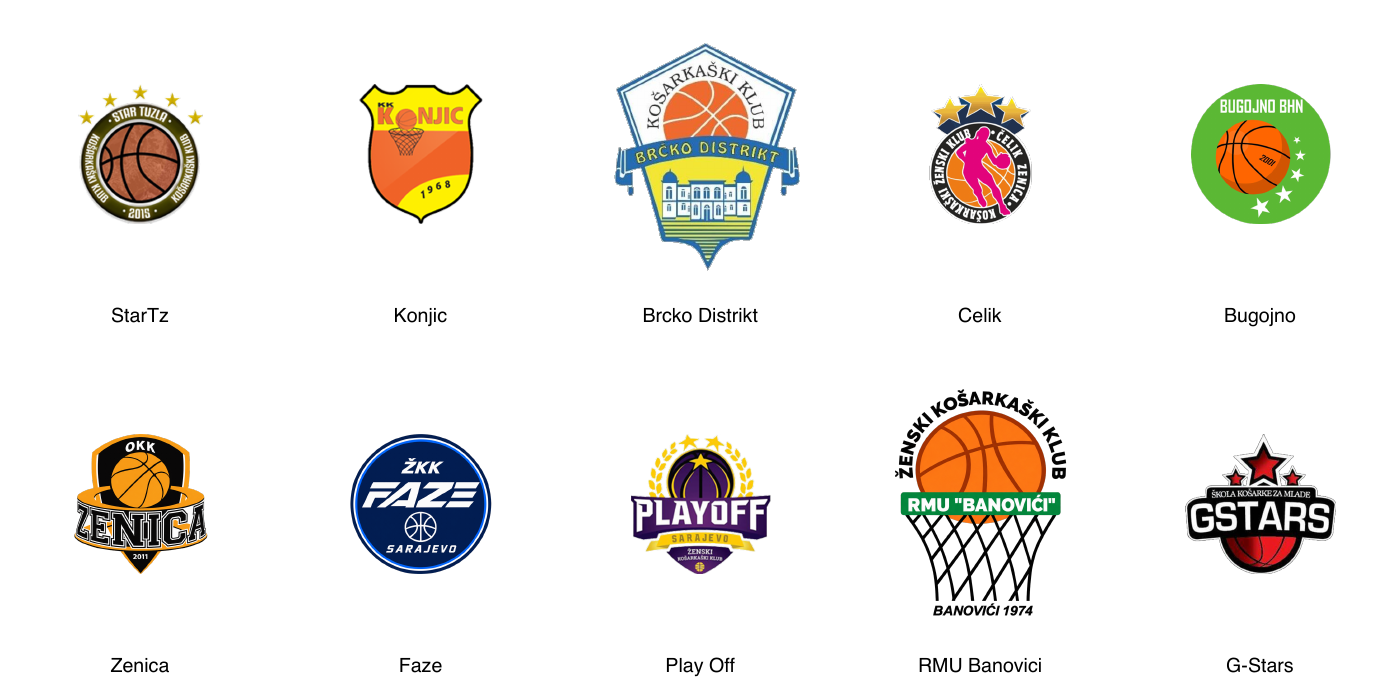 STAR TUZLA
KOŠARKAŠKI KLUB
KOŠARKAŠKI KLUB
2015
KK
KONJIC
1968
KOŠARKAŠKI KLUB
BRČKO DISTRIKT
KOŠARKAŠKI ŽENSKI KLUB · ČELIK ZENICA ·
BUGOJNO BHN
2001
StarTz
Konjic
Brcko Distrikt
Celik
Bugojno
OKK
ZENICA
2011
ŽKK
FAZE
SARAJEVO
PLAYOFF
SARAJEVO
ŽENSKI
KOŠARKAŠKI KLUB
ŽENSKI KOŠARKAŠKI KLUB
RMU "BANOVIĆI"
BANOVIĆI 1974
ŠKOLA KOŠARKE ZA MLADE
GSTARS
Zenica
Faze
Play Off
RMU Banovici
G-Stars